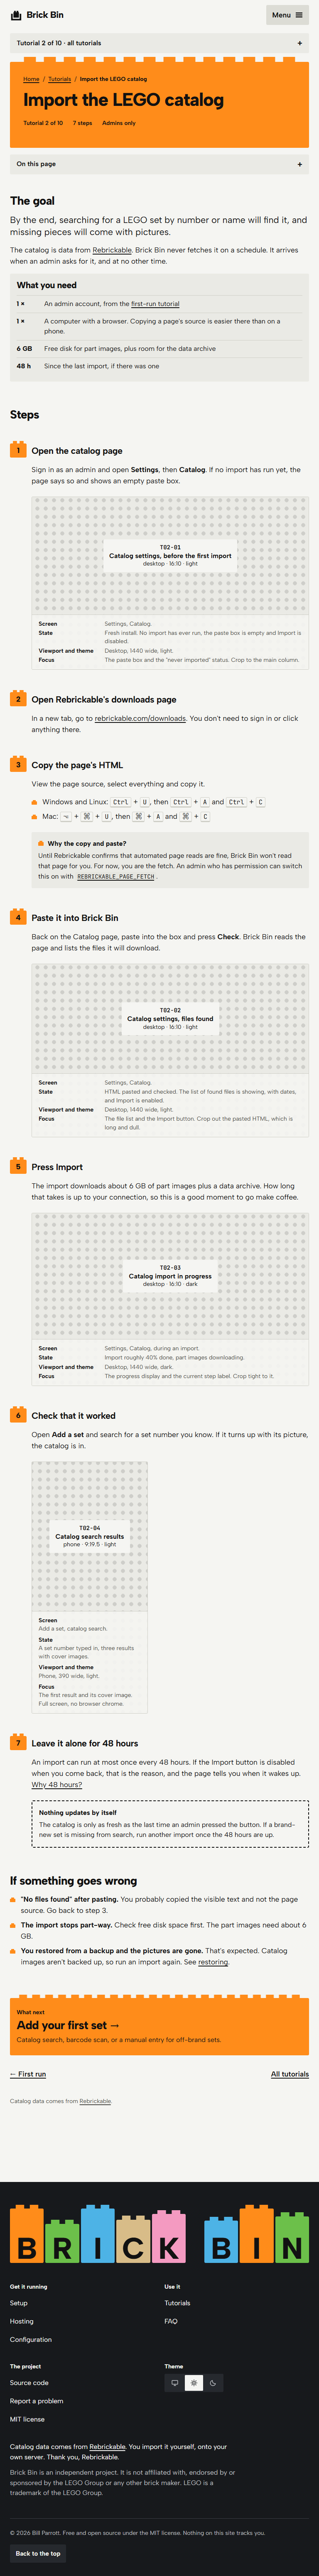 Brick Bin
Menu
Tutorial 2 of 10 · all tutorials
+
Home / Tutorials / Import the LEGO catalog
Import the LEGO catalog
Tutorial 2 of 10 7 steps Admins only
On this page
+
The goal
By the end, searching for a LEGO set by number or name will find it, and
missing pieces will come with pictures.
The catalog is data from Rebrickable. Brick Bin never fetches it on a schedule. It arrives
when an admin asks for it, and at no other time.
What you need
1 × An admin account, from the first-run tutorial
1 × A computer with a browser. Copying a page's source is easier there than on a
phone.
6 GB Free disk for part images, plus room for the data archive
48 h Since the last import, if there was one
Steps
1 Open the catalog page
Sign in as an admin and open Settings, then Catalog. If no import has run yet, the
page says so and shows an empty paste box.
T02-01
Catalog settings, before the first import
desktop · 16:10 · light
Screen Settings, Catalog.
State Fresh install. No import has ever run, the paste box is empty and Import is
disabled.
Viewport and theme Desktop, 1440 wide, light.
Focus The paste box and the "never imported" status. Crop to the main column.
2 Open Rebrickable's downloads page
In a new tab, go to rebrickable.com/downloads. You don't need to sign in or click
anything there.
3 Copy the page's HTML
View the page source, select everything and copy it.
Windows and Linux: Ctrl + U, then Ctrl + A and Ctrl + C
Mac: ⌥ + ⌘ + U, then ⌘ + A and ⌘ + C
Why the copy and paste?
Until Rebrickable confirms that automated page reads are fine, Brick Bin won't read
that page for you. For now, you are the fetch. An admin who has permission can switch
this on with REBRICKABLE_PAGE_FETCH.
4 Paste it into Brick Bin
Back on the Catalog page, paste into the box and press Check. Brick Bin reads the
page and lists the files it will download.
T02-02
Catalog settings, files found
desktop · 16:10 · light
Screen Settings, Catalog.
State HTML pasted and checked. The list of found files is showing, with dates,
and Import is enabled.
Viewport and theme Desktop, 1440 wide, light.
Focus The file list and the Import button. Crop out the pasted HTML, which is
long and dull.
5 Press Import
The import downloads about 6 GB of part images plus a data archive. How long
that takes is up to your connection, so this is a good moment to go make coffee.
T02-03
Catalog import in progress
desktop · 16:10 · dark
Screen Settings, Catalog, during an import.
State Import roughly 40% done, part images downloading.
Viewport and theme Desktop, 1440 wide, dark.
Focus The progress display and the current step label. Crop tight to it.
6 Check that it worked
Open Add a set and search for a set number you know. If it turns up with its picture,
the catalog is in.
T02-04
Catalog search results
phone · 9:19.5 · light
Screen
Add a set, catalog search.
State
A set number typed in, three results
with cover images.
Viewport and theme
Phone, 390 wide, light.
Focus
The first result and its cover image.
Full screen, no browser chrome.
7 Leave it alone for 48 hours
An import can run at most once every 48 hours. If the Import button is disabled
when you come back, that is the reason, and the page tells you when it wakes up.
Why 48 hours?
Nothing updates by itself
The catalog is only as fresh as the last time an admin pressed the button. If a brand-
new set is missing from search, run another import once the 48 hours are up.
If something goes wrong
"No files found" after pasting. You probably copied the visible text and not the page
source. Go back to step 3.
The import stops part-way. Check free disk space first. The part images need about 6
GB.
You restored from a backup and the pictures are gone. That's expected. Catalog
images aren't backed up, so run an import again. See restoring.
What next
Add your first set →
Catalog search, barcode scan, or a manual entry for off-brand sets.
← First run
All tutorials
Catalog data comes from Rebrickable.
BRICK BIN
Get it running
Setup
Hosting
Configuration
Use it
Tutorials
FAQ
The project
Source code
Report a problem
MIT license
Theme
Catalog data comes from Rebrickable. You import it yourself, onto your
own server. Thank you, Rebrickable.
Brick Bin is an independent project. It is not affiliated with, endorsed by or
sponsored by the LEGO Group or any other brick maker. LEGO is a
trademark of the LEGO Group.
© 2026 Bill Parrott. Free and open source under the MIT license. Nothing on this site tracks you.
Back to the top